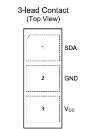 3-lead Contact
(Top View)
1 SDA
2 GND
3 VCC